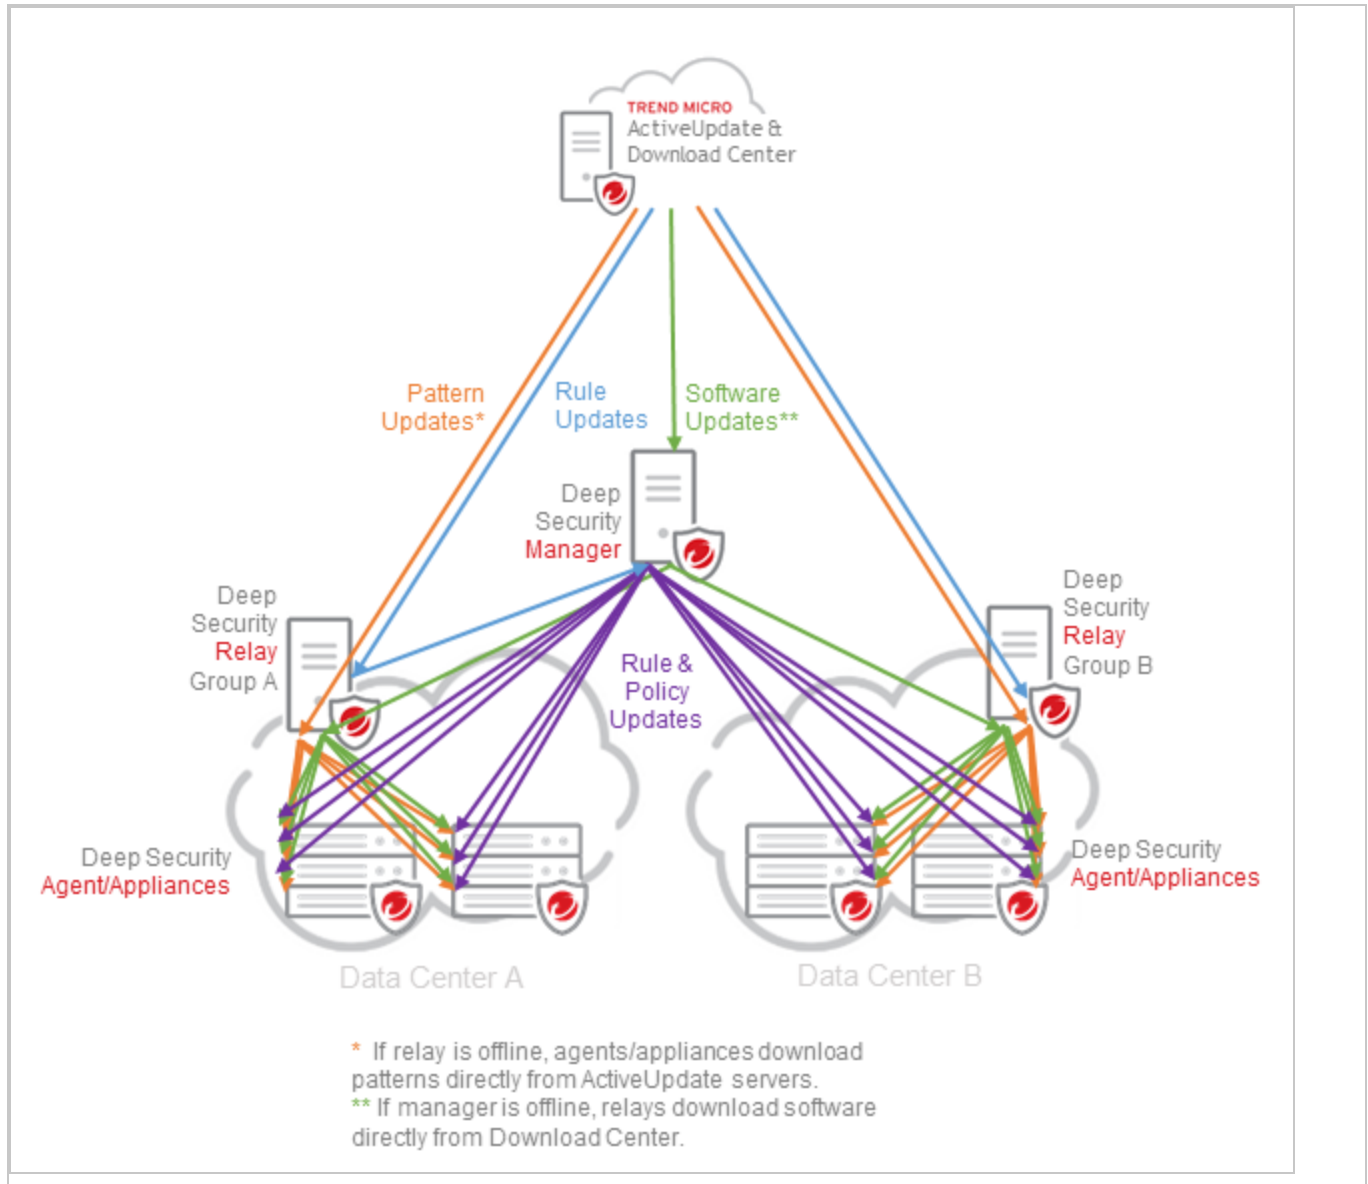 TREND MICRO
ActiveUpdate &
Download Center
Pattern
Updates*
Rule
Updates
Software
Updates**
Deep
Security
Manager
Deep
Security
Relay
Group A
Deep
Security
Relay
Group B
Rule &
Policy
Updates
Deep Security
Agent/Appliances
Deep Security
Agent/Appliances
Data Center A
Data Center B
* If relay is offline, agents/appliances download
patterns directly from ActiveUpdate servers.
** If manager is offline, relays download software
directly from Download Center.